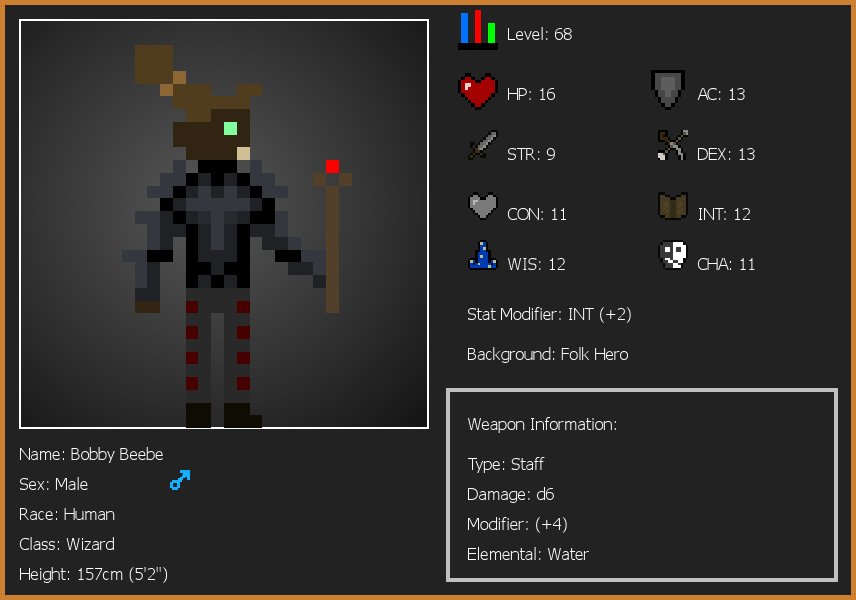 Level: 68
HP: 16
AC: 13
STR: 9
DEX: 13
CON: 11
INT: 12
WIS: 12
CHA: 11
Stat Modifier: INT (+2)
Background: Folk Hero
Weapon Information:
Type: Staff
Damage: d6
Modifier: (+4)
Elemental: Water
Name: Bobby Beebe
Sex: Male
Race: Human
Class: Wizard
Height: 157cm (5'2")